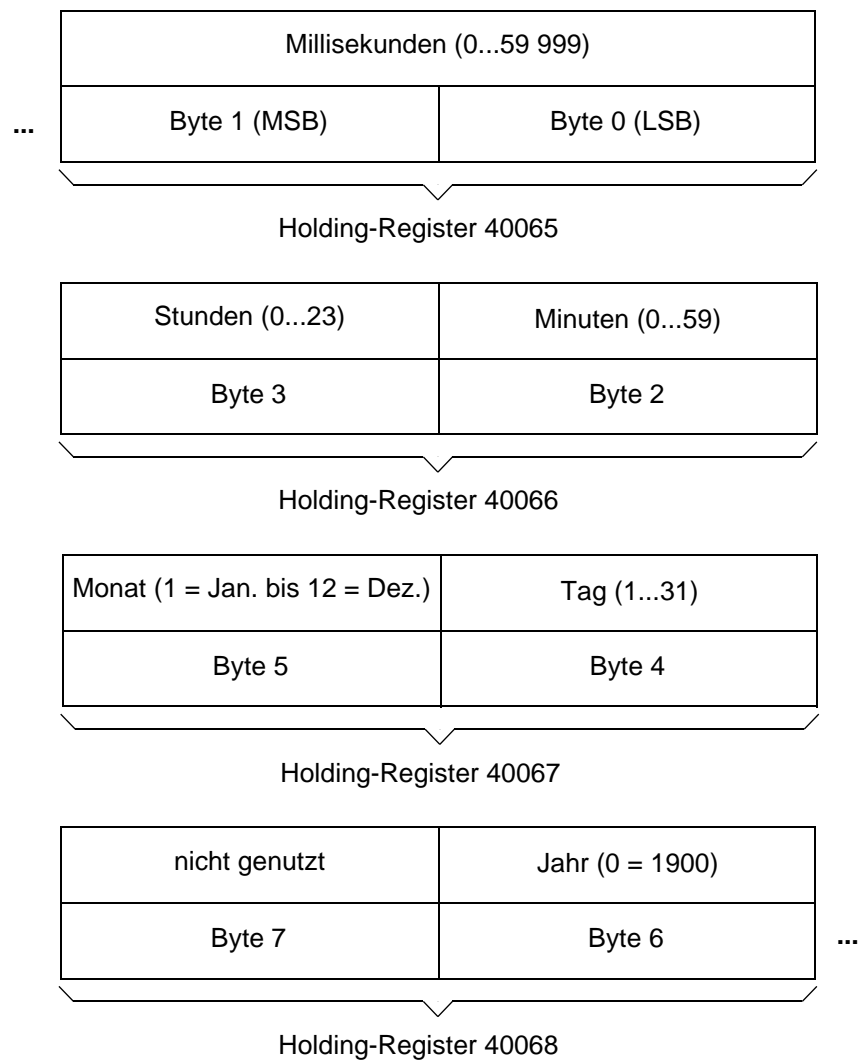 Millisekunden (0...59 999)
... Byte 1 (MSB) Byte 0 (LSB)
Holding-Register 40065
Stunden (0...23) Minuten (0...59)
Byte 3 Byte 2
Holding-Register 40066
Monat (1 = Jan. bis 12 = Dez.) Tag (1...31)
Byte 5 Byte 4
Holding-Register 40067
nicht genutzt Jahr (0 = 1900)
Byte 7 Byte 6 ...
Holding-Register 40068